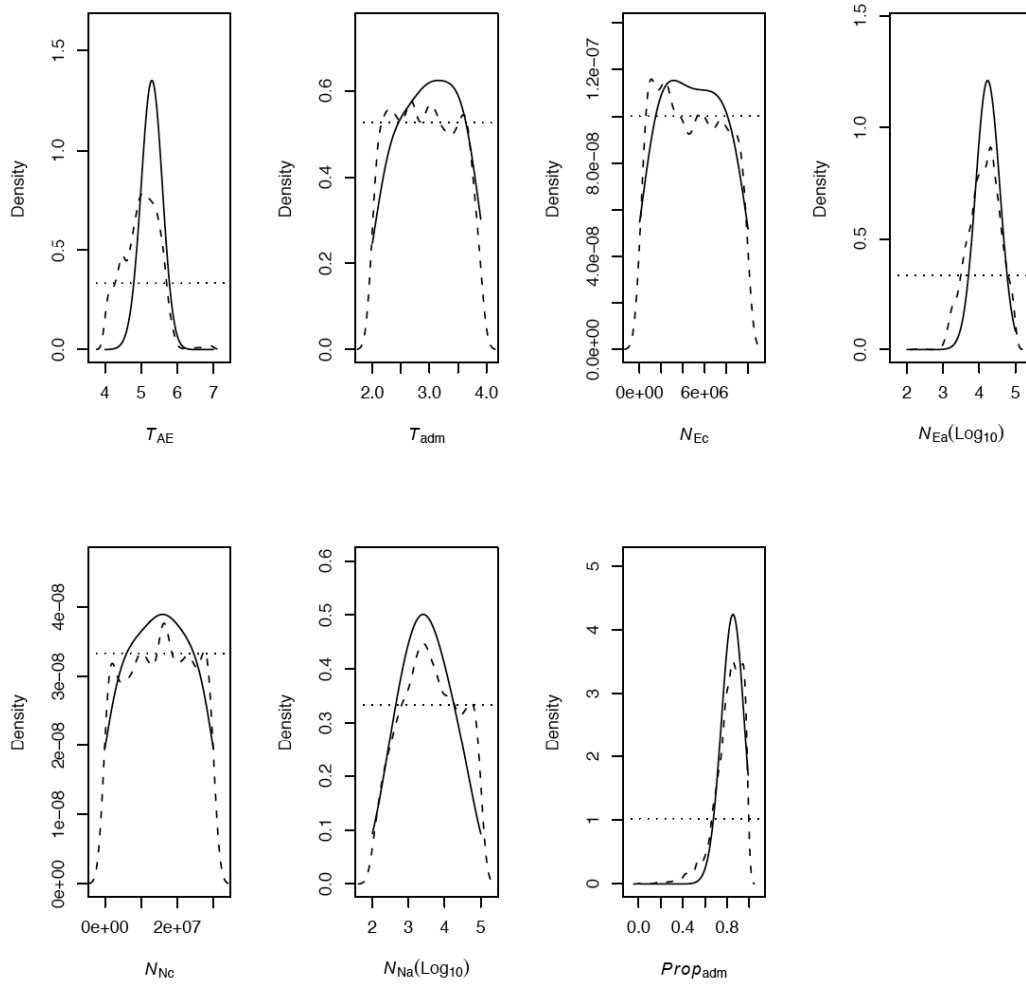 Density
0.0 0.5 1.0 1.5
4 5 6 7
T_AE
Density
0.0 0.2 0.4 0.6
2.0 3.0 4.0
T_adm
Density
0.0e+00 4.0e-08 8.0e-08 1.2e-07
0e+00 6e+06
N_Ec
Density
0.0 0.5 1.0 1.5
2 3 4 5
N_Ea(Log10)
Density
0e+00 1e-08 2e-08 3e-08 4e-08
0e+00 2e+07
N_Nc
Density
0.0 0.1 0.2 0.3 0.4 0.5 0.6
2 3 4 5
N_Na(Log10)
Density
0 1 2 3 4 5
0.0 0.4 0.8
Prop_adm